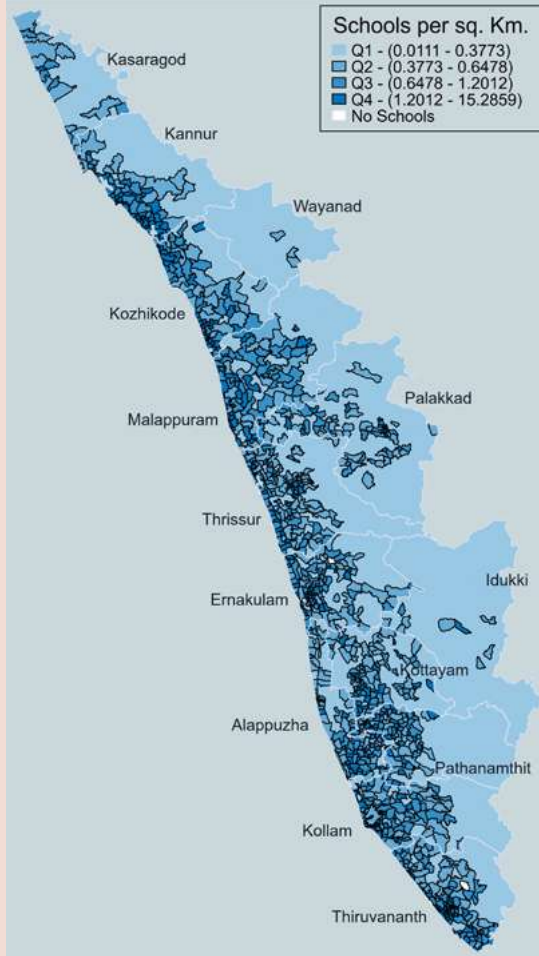 Schools per sq. Km.
Q1 - (0.0111 - 0.3773)
Q2 - (0.3773 - 0.6478)
Q3 - (0.6478 - 1.2012)
Q4 - (1.2012 - 15.2859)
No Schools
Kasaragod
Kannur
Wayanad
Kozhikode
Palakkad
Malappuram
Thrissur
Idukki
Ernakulam
Kottayam
Alappuzha
Pathanamthit
Kollam
Thiruvananth